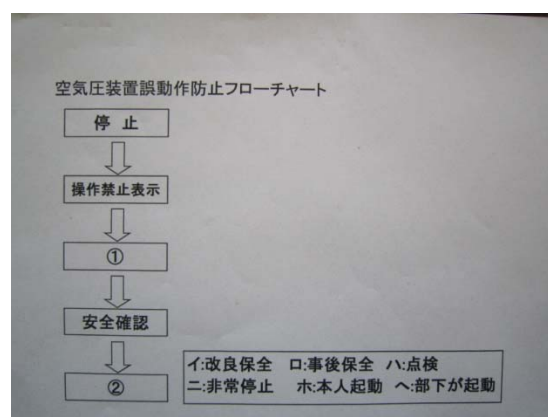 空気圧装置誤動作防止フローチャート
停 止
操作禁止表示
①
安全確認
②
イ:改良保全 ロ:事後保全 ハ:点検
ニ:非常停止 ホ:本人起動 ヘ:部下が起動